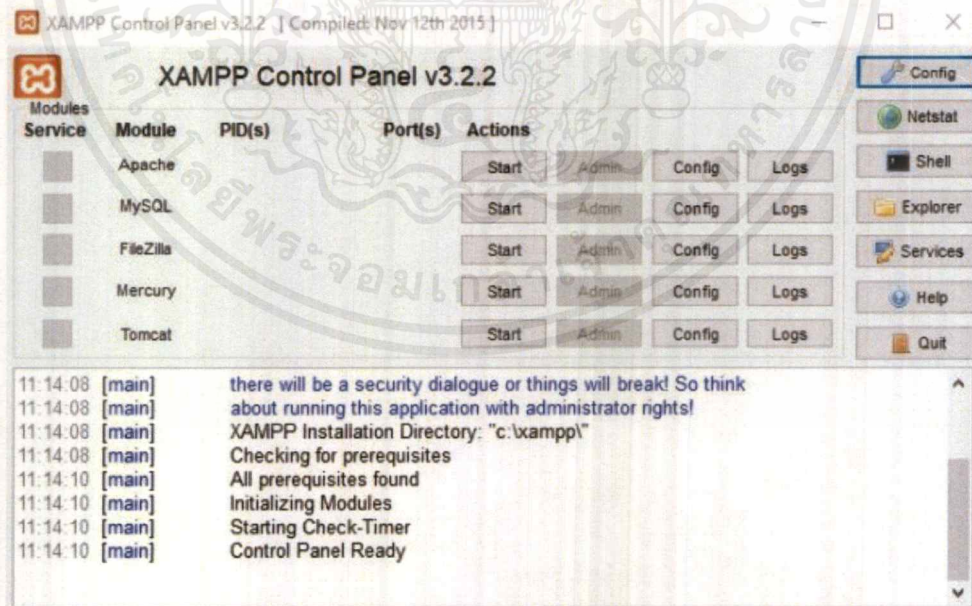 XAMPP Control Panel v3.2.2 [ Compiled: Nov 12th 2015 ]
XAMPP Control Panel v3.2.2
Config
Modules
Service Module PID(s) Port(s) Actions
Netstat
Apache Start Admin Config Logs
Shell
MySQL Start Admin Config Logs
Explorer
FileZilla Start Admin Config Logs
Services
Mercury Start Admin Config Logs
Help
Tomcat Start Admin Config Logs
Quit
11:14:08 [main] there will be a security dialogue or things will break! So think
11:14:08 [main] about running this application with administrator rights!
11:14:08 [main] XAMPP Installation Directory: "c:\xampp\"
11:14:08 [main] Checking for prerequisites
11:14:10 [main] All prerequisites found
11:14:10 [main] Initializing Modules
11:14:10 [main] Starting Check-Timer
11:14:10 [main] Control Panel Ready